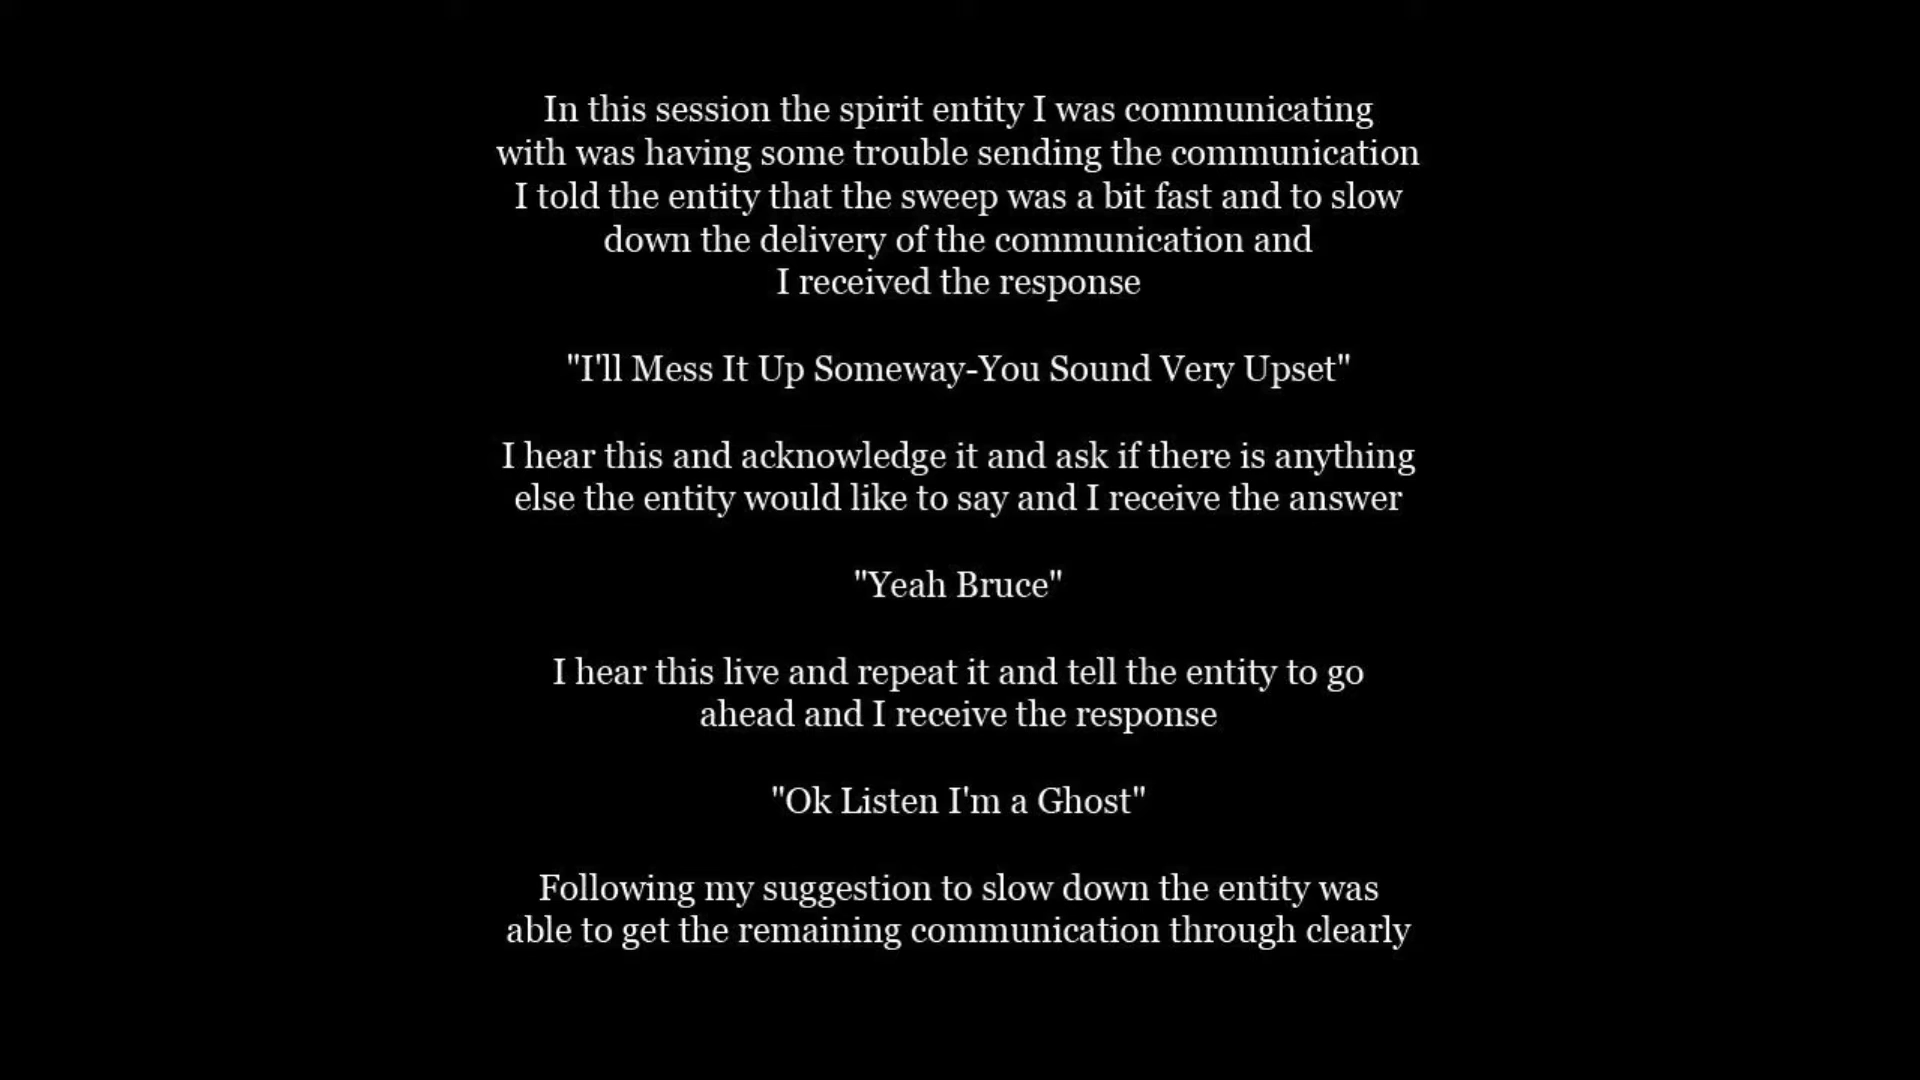 In this session the spirit entity I was communicating
with was having some trouble sending the communication
I told the entity that the sweep was a bit fast and to slow
down the delivery of the communication and
I received the response
"I'll Mess It Up Someway-You Sound Very Upset"
I hear this and acknowledge it and ask if there is anything
else the entity would like to say and I receive the answer
"Yeah Bruce"
I hear this live and repeat it and tell the entity to go
ahead and I receive the response
"Ok Listen I'm a Ghost"
Following my suggestion to slow down the entity was
able to get the remaining communication through clearly